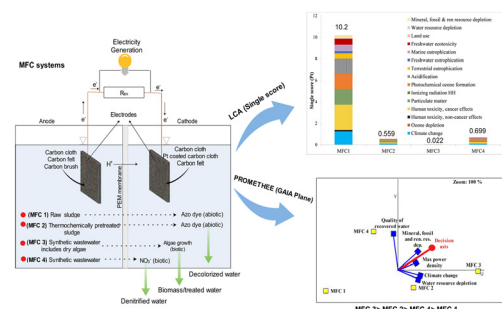 Electricity
Generation
MFC systems
e⁻
e⁻
R
e⁻
e⁻
Electrodes
Anode
Cathode
Carbon cloth
Carbon felt
Carbon brush
H⁺
PEM membrane
Carbon cloth
Pt coated carbon cloth
Carbon felt
(MFC 1) Raw sludge
Azo dye (abiotic)
(MFC 2) Thermochemically pretreated
sludge
Azo dye (abiotic)
(MFC 3) Synthetic wastewater
includes dry algae
Algae growth
(biotic)
(MFC 4) Synthetic wastewater
NO₃⁻ (biotic)
Decolorized water
Biomass/treated water
Denitrified water
LCA (Single score)
PROMETHEE (GAIA Plane)
Single score (Pt)
12
10
8
6
4
2
0
10.2
0.559
0.022
0.699
MFC1
MFC2
MFC3
MFC4
Mineral, fossil & ren resource depletion
Water resource depletion
Land use
Freshwater ecotoxicity
Marine eutrophication
Freshwater eutrophication
Terrestrial eutrophication
Acidification
Photochemical ozone formation
Ionizing radiation HH
Particulate matter
Human toxicity, cancer effects
Human toxicity, non-cancer effects
Ozone depletion
Climate change
Zoom: 100 %
MFC 4
Quality of
recovered water
Mineral, fossil
and ren. res.
dep.
Decision
axis
Max power
density
MFC 3
Climate change
Water resource depletion
MFC 2
MFC 1